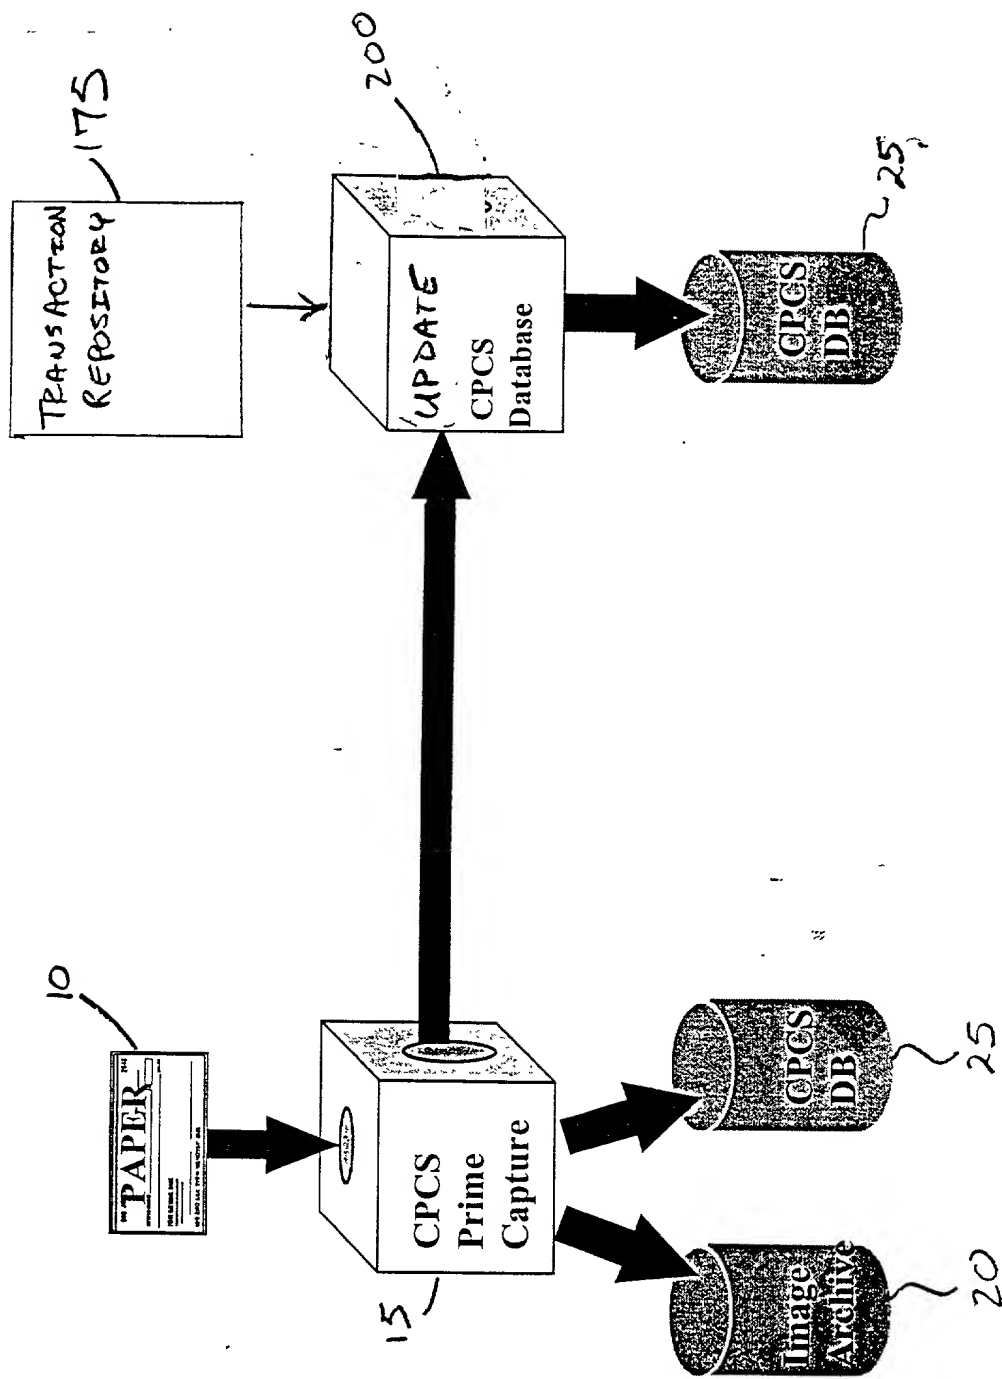 10
PAPER
CPCS
Prime
Capture
15
Image
Archive
20
CPCS
DB
25
TRANSACTION
REPOSITORY
175
UPDATE
CPCS
Database
200
CPCS
DB
25